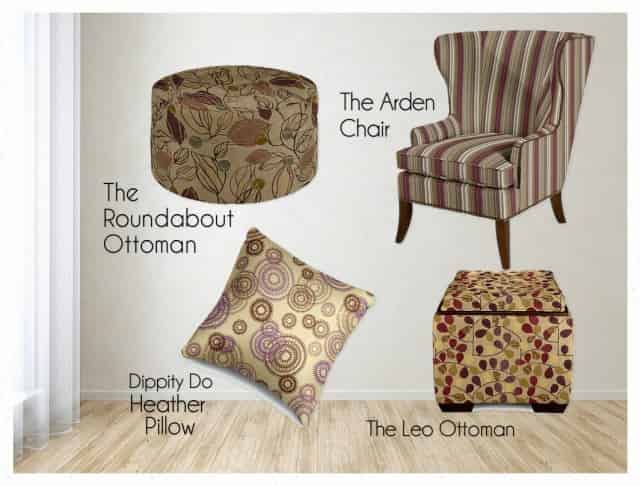 The Arden
Chair
The
Roundabout
Ottoman
Dippity Do
Heather
Pillow
The Leo Ottoman